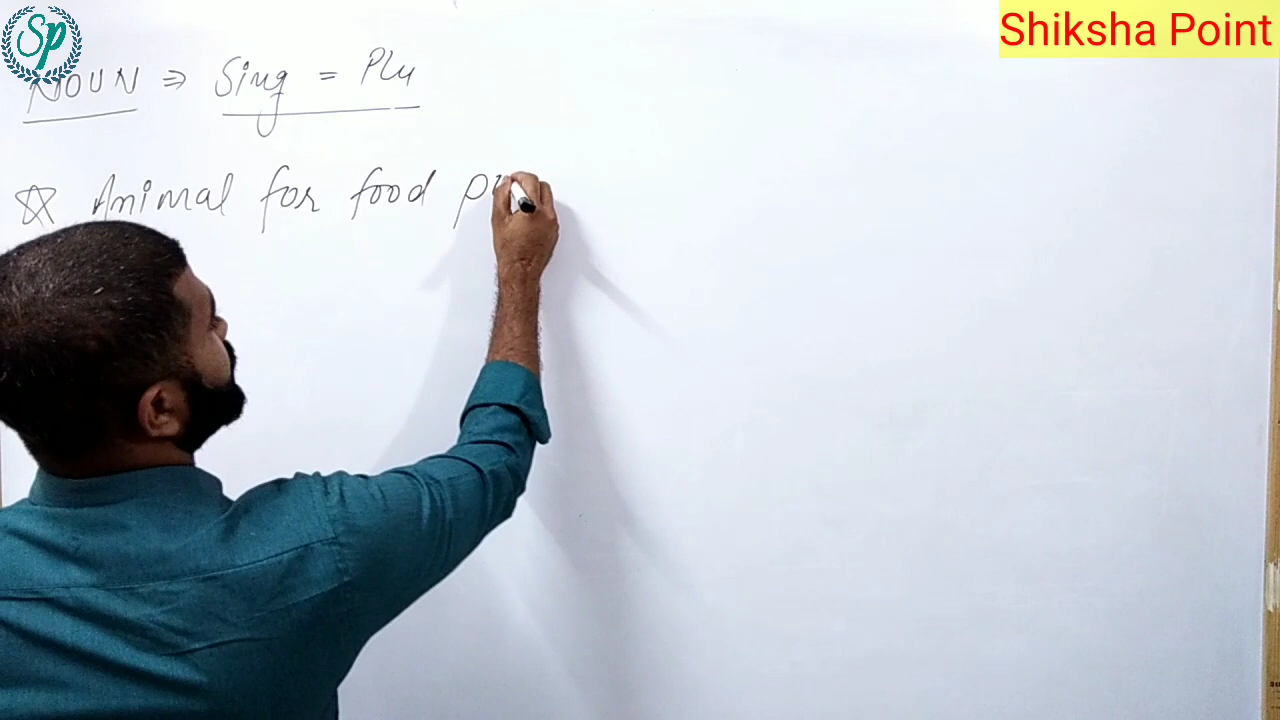 Sp
Shiksha Point
NOUN ⇒ Sing = Plu
☆ Animal for food